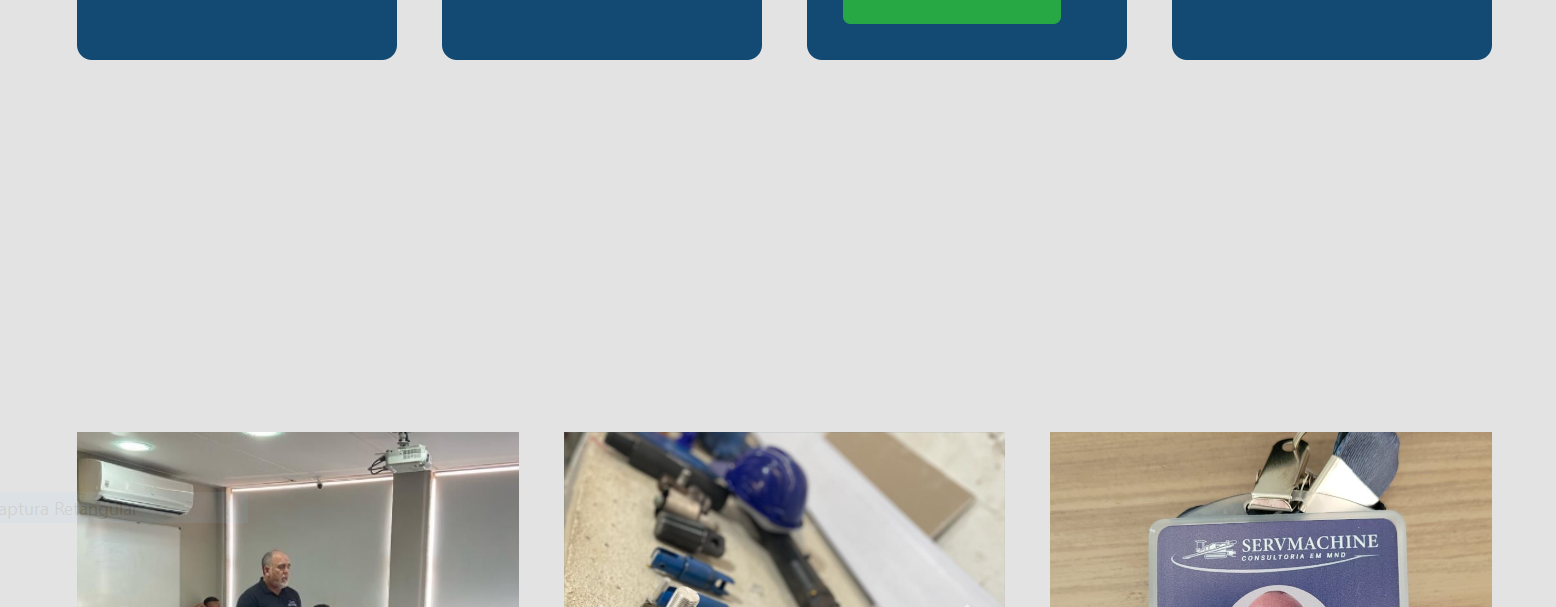 aptura Retangular
SERVMACHINE
CONSULTORIA EM MND